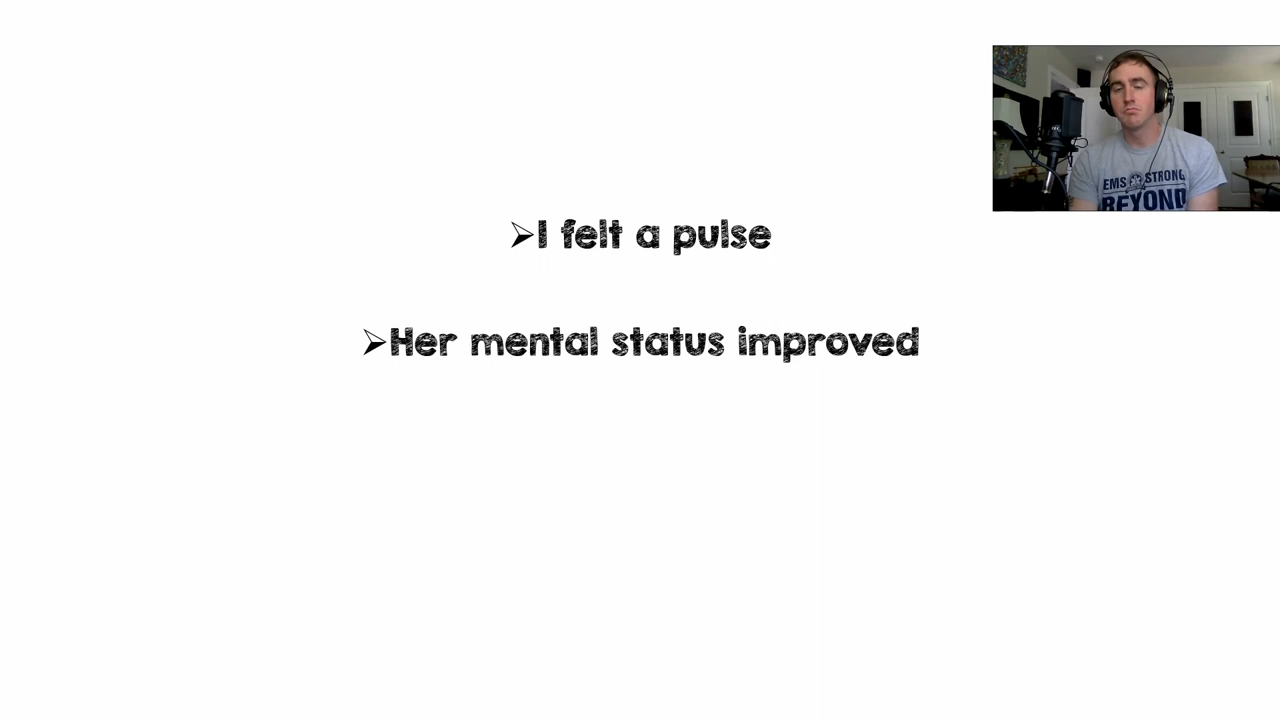 ➢I felt a pulse
➢Her mental status improved
EMS STRONG
BEYOND